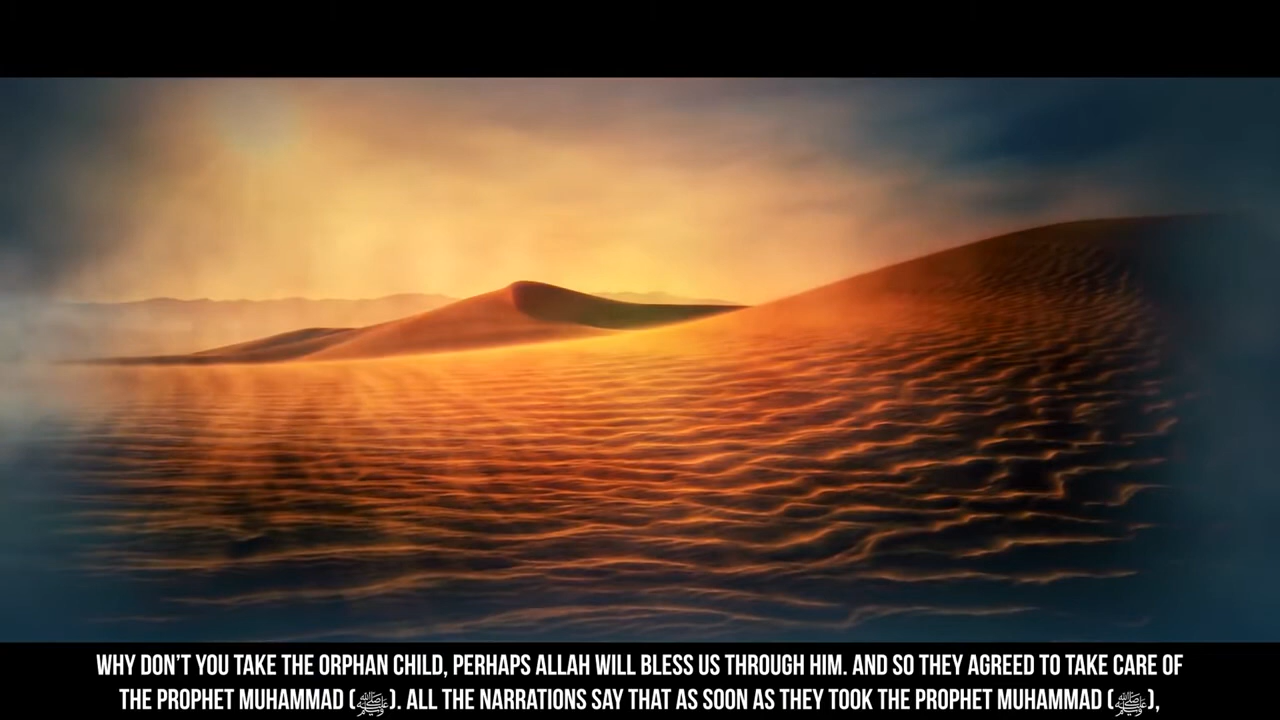 WHY DON'T YOU TAKE THE ORPHAN CHILD, PERHAPS ALLAH WILL BLESS US THROUGH HIM. AND SO THEY AGREED TO TAKE CARE OF
THE PROPHET MUHAMMAD (ﷺ). ALL THE NARRATIONS SAY THAT AS SOON AS THEY TOOK THE PROPHET MUHAMMAD (ﷺ),